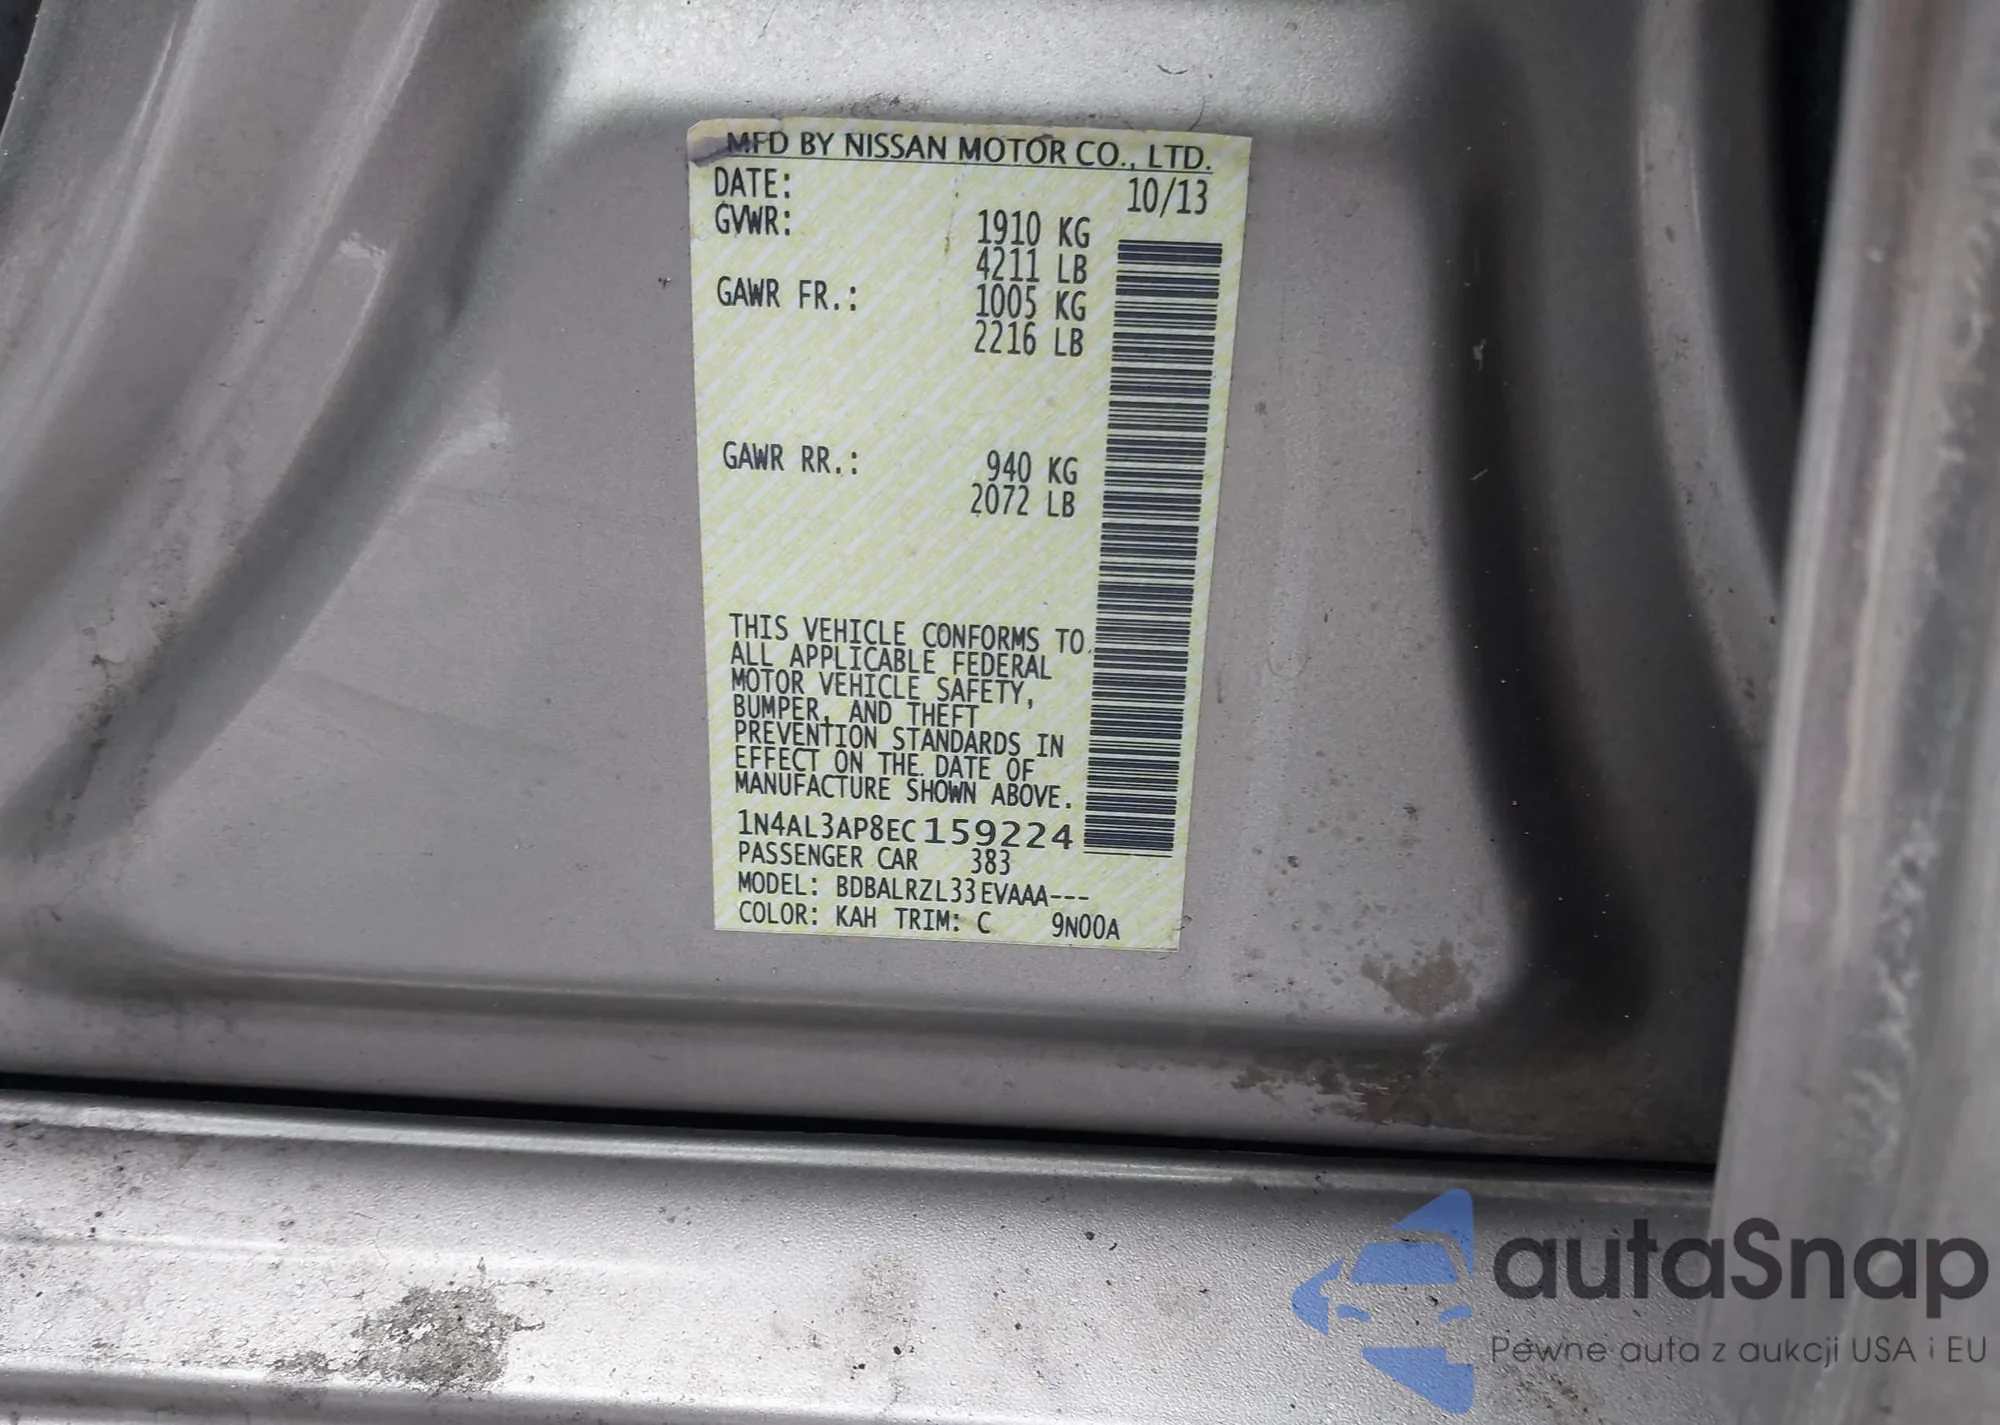 MFD BY NISSAN MOTOR CO., LTD.
DATE: 10/13
GVWR: 1910 KG
4211 LB
GAWR FR.: 1005 KG
2216 LB
GAWR RR.: 940 KG
2072 LB
THIS VEHICLE CONFORMS TO
ALL APPLICABLE FEDERAL
MOTOR VEHICLE SAFETY,
BUMPER, AND THEFT
PREVENTION STANDARDS IN
EFFECT ON THE DATE OF
MANUFACTURE SHOWN ABOVE.
1N4AL3AP8EC159224
PASSENGER CAR 383
MODEL: BDBALRZL33EVAAA---
COLOR: KAH TRIM: C 9N00A
autaSnap
Pewne auta z aukcji USA i EU